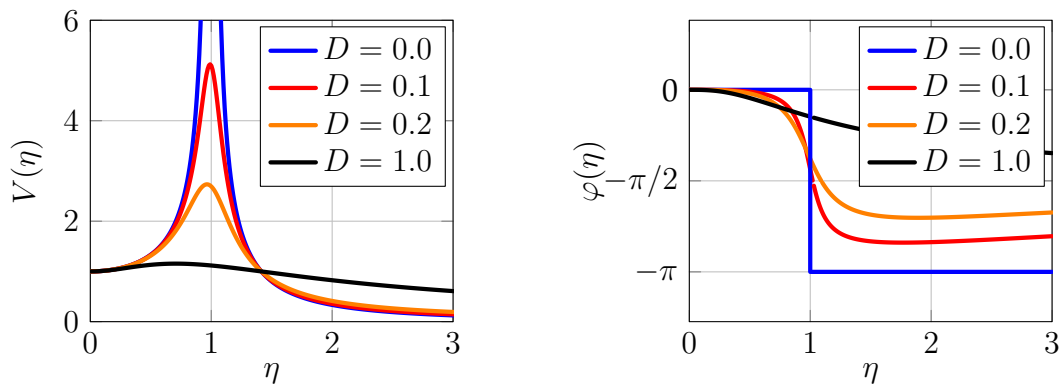 V(η)
6
4
2
0
0
1
2
3
η
D = 0.0
D = 0.1
D = 0.2
D = 1.0
φ(η)
0
−π/2
−π
0
1
2
3
η
D = 0.0
D = 0.1
D = 0.2
D = 1.0